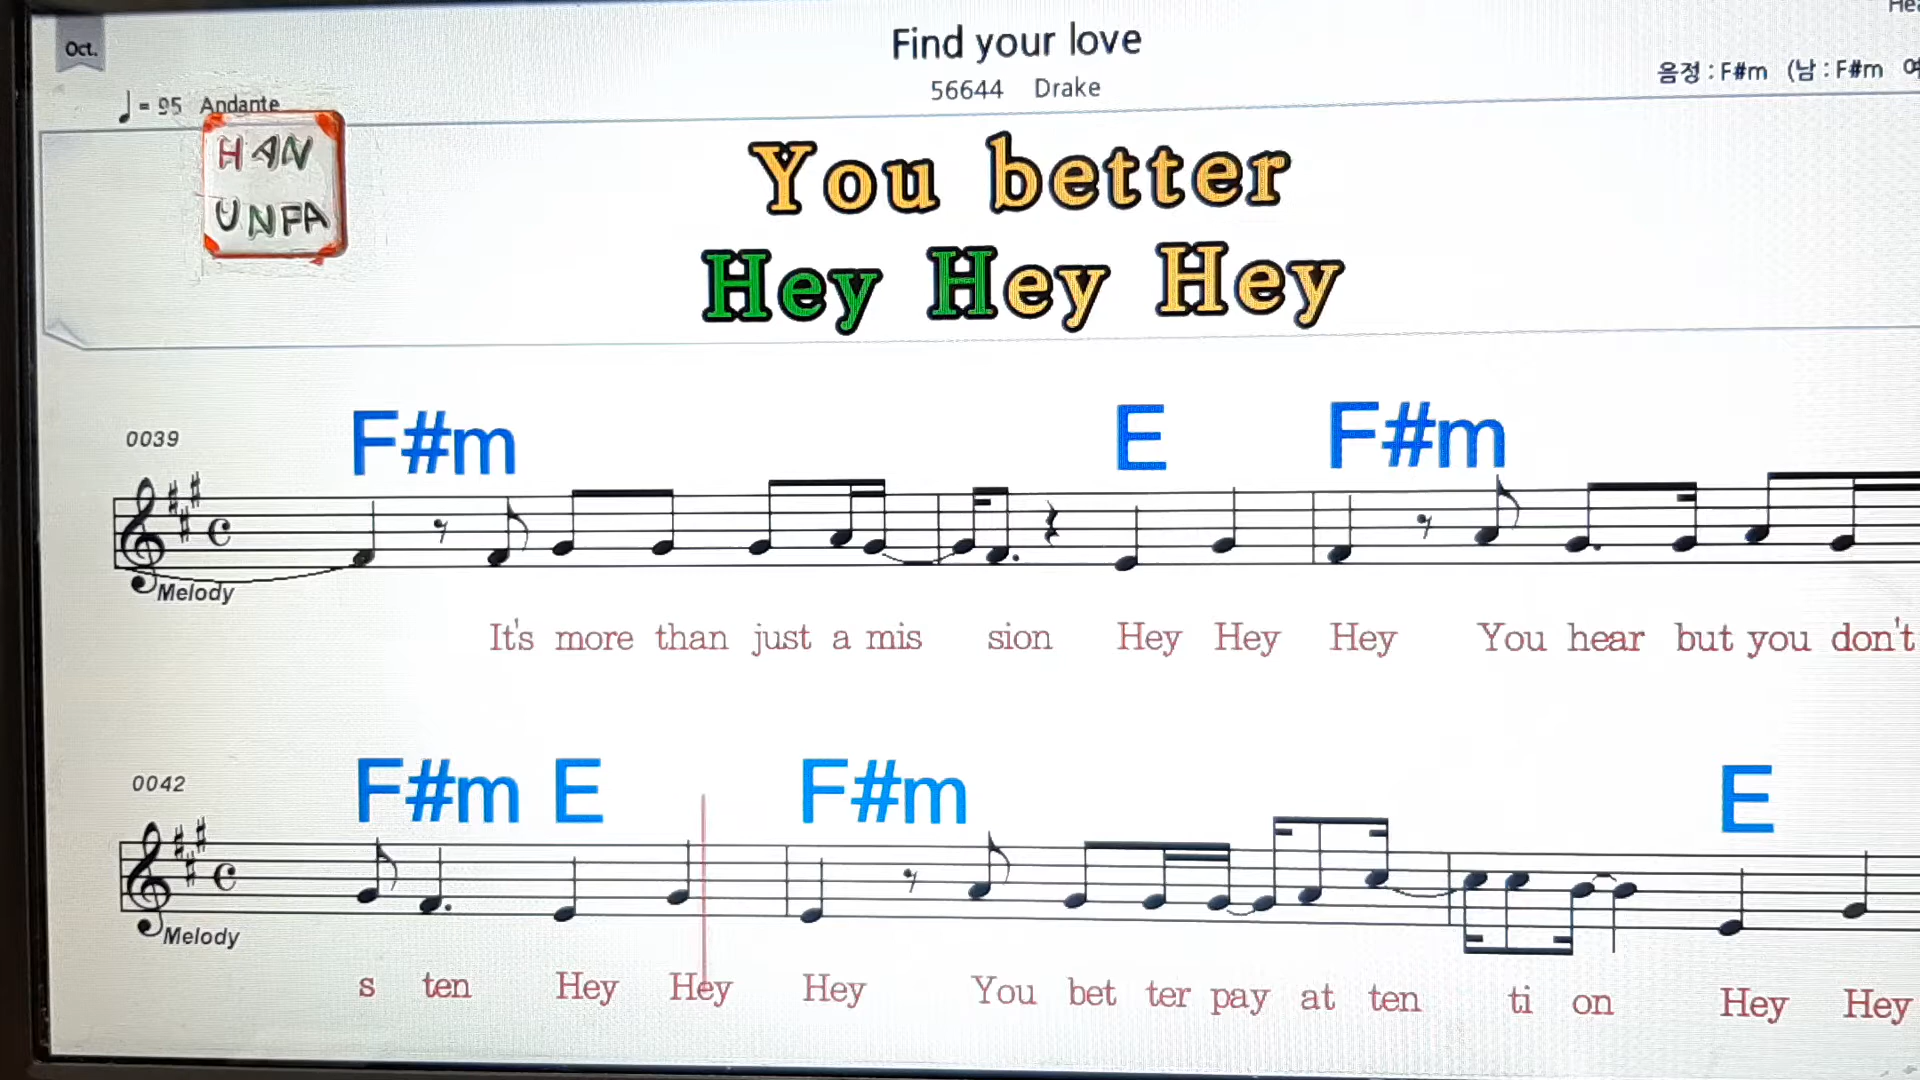 Oct.
Find your love
56644 Drake
음정 : F#m (남 : F#m
= 95 Andante
HAN
UNFA
You better
Hey Hey Hey
0039
F#m E F#m
Melody
It's more than just a mis sion Hey Hey Hey You hear but you don't
0042
F#m E F#m E
Melody
s ten Hey Hey Hey You bet ter pay at ten ti on Hey Hey